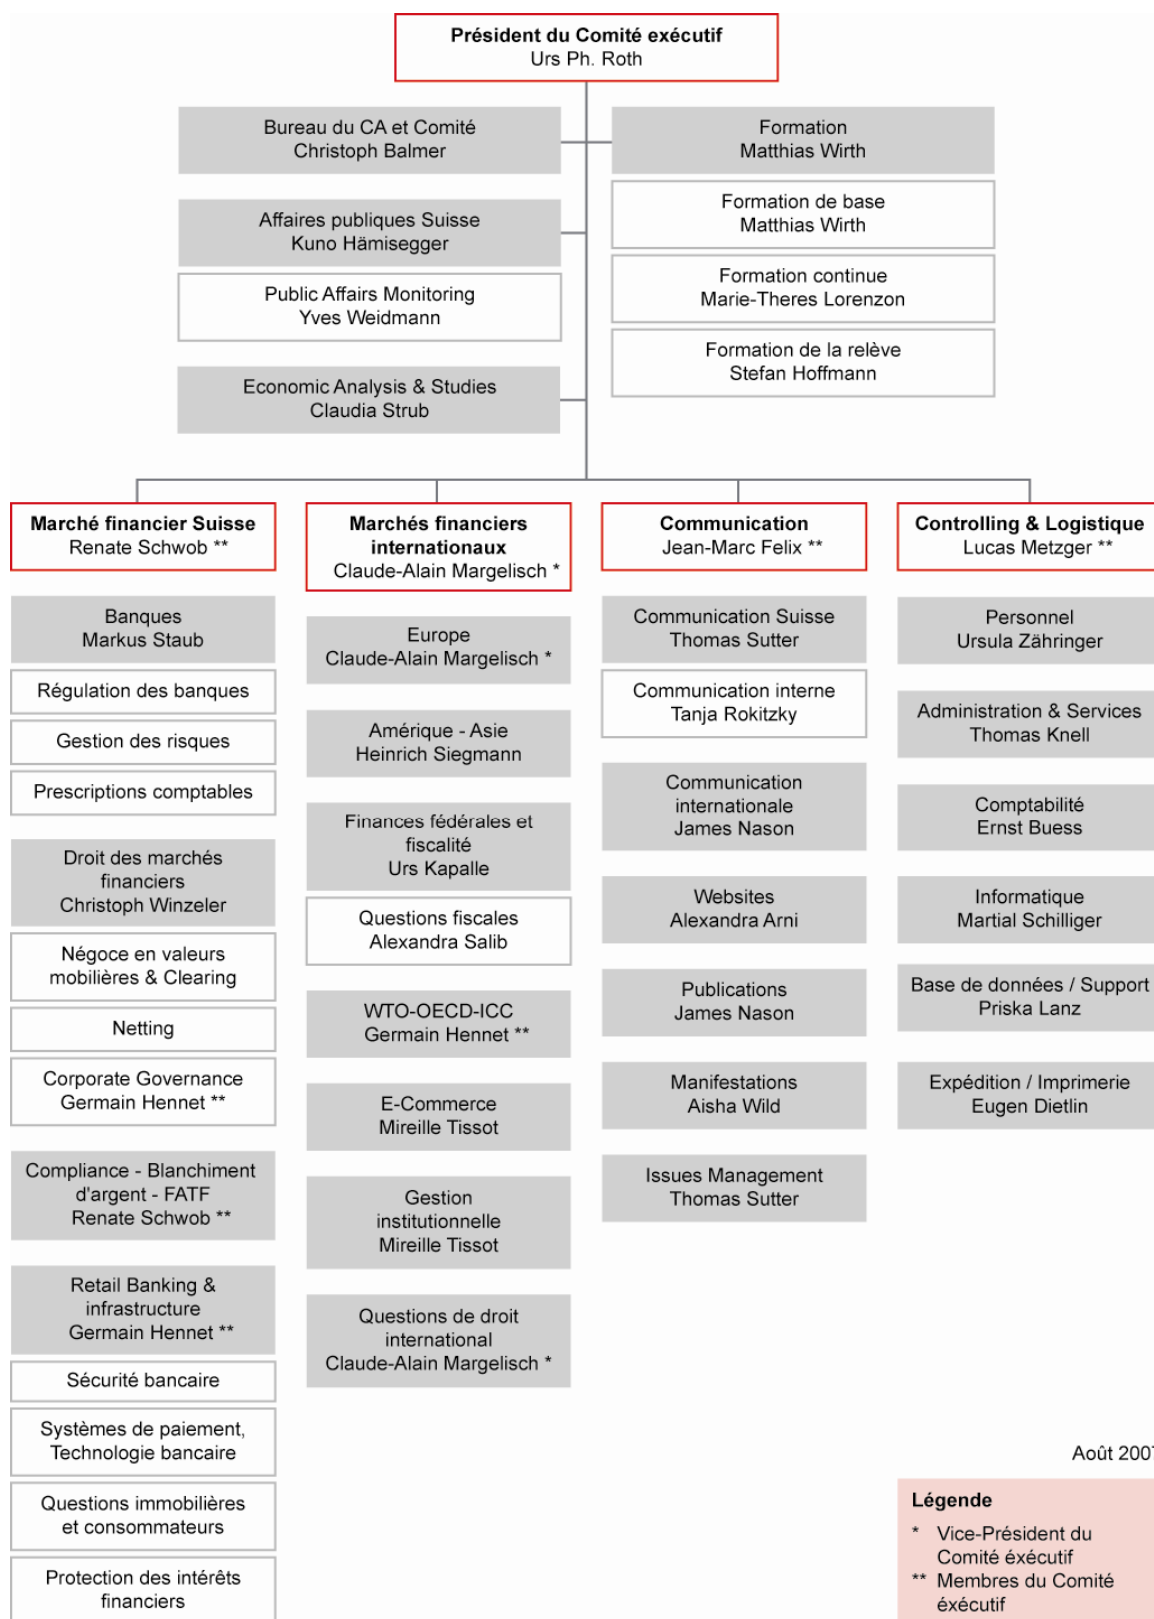 Président du Comité exécutif
Urs Ph. Roth
Bureau du CA et Comité
Christoph Balmer
Formation
Matthias Wirth
Formation de base
Matthias Wirth
Affaires publiques Suisse
Kuno Hämisegger
Formation continue
Marie-Theres Lorenzon
Public Affairs Monitoring
Yves Weidmann
Formation de la relève
Stefan Hoffmann
Economic Analysis & Studies
Claudia Strub
Marché financier Suisse
Renate Schwob **
Banques
Markus Staub
Régulation des banques
Gestion des risques
Prescriptions comptables
Droit des marchés
financiers
Christoph Winzeler
Négoce en valeurs
mobilières & Clearing
Netting
Corporate Governance
Germain Hennet **
Compliance - Blanchiment
d'argent - FATF
Renate Schwob **
Retail Banking &
infrastructure
Germain Hennet **
Sécurité bancaire
Systèmes de paiement,
Technologie bancaire
Questions immobilières
et consommateurs
Protection des intérêts
financiers
Marchés financiers
internationaux
Claude-Alain Margelisch *
Europe
Claude-Alain Margelisch *
Amérique - Asie
Heinrich Siegmann
Finances fédérales et
fiscalité
Urs Kapalle
Questions fiscales
Alexandra Salib
WTO-OECD-ICC
Germain Hennet **
E-Commerce
Mireille Tissot
Gestion
institutionnelle
Mireille Tissot
Questions de droit
international
Claude-Alain Margelisch *
Communication
Jean-Marc Felix **
Communication Suisse
Thomas Sutter
Communication interne
Tanja Rokitzky
Communication
internationale
James Nason
Websites
Alexandra Arni
Publications
James Nason
Manifestations
Aisha Wild
Issues Management
Thomas Sutter
Controlling & Logistique
Lucas Metzger **
Personnel
Ursula Zähringer
Administration & Services
Thomas Knell
Comptabilité
Ernst Buess
Informatique
Martial Schilliger
Base de données / Support
Priska Lanz
Expédition / Imprimerie
Eugen Dietlin
Août 2007
Légende
* Vice-Président du
Comité éxécutif
** Membres du Comité
éxécutif